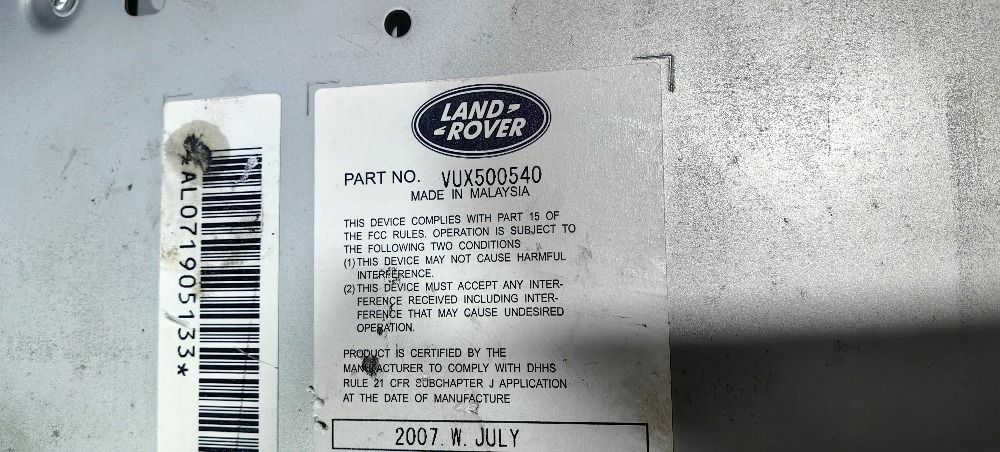 *AL071905133*
LAND
ROVER
PART NO. VUX500540
MADE IN MALAYSIA
THIS DEVICE COMPLIES WITH PART 15 OF
THE FCC RULES. OPERATION IS SUBJECT TO
THE FOLLOWING TWO CONDITIONS
(1) THIS DEVICE MAY NOT CAUSE HARMFUL
INTERFERENCE.
(2) THIS DEVICE MUST ACCEPT ANY INTER-
FERENCE RECEIVED INCLUDING INTER-
FERENCE THAT MAY CAUSE UNDESIRED
OPERATION.
PRODUCT IS CERTIFIED BY THE
MANUFACTURER TO COMPLY WITH DHHS
RULE 21 CFR SUBCHAPTER J APPLICATION
AT THE DATE OF MANUFACTURE
2007. W. JULY